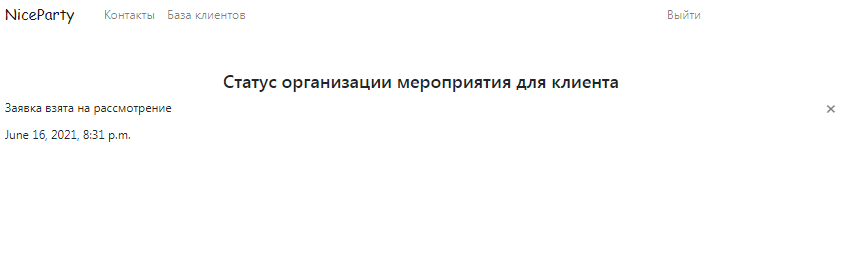 NiceParty Контакты База клиентов Выйти
Статус организации мероприятия для клиента
Заявка взята на рассмотрение ×
June 16, 2021, 8:31 p.m.